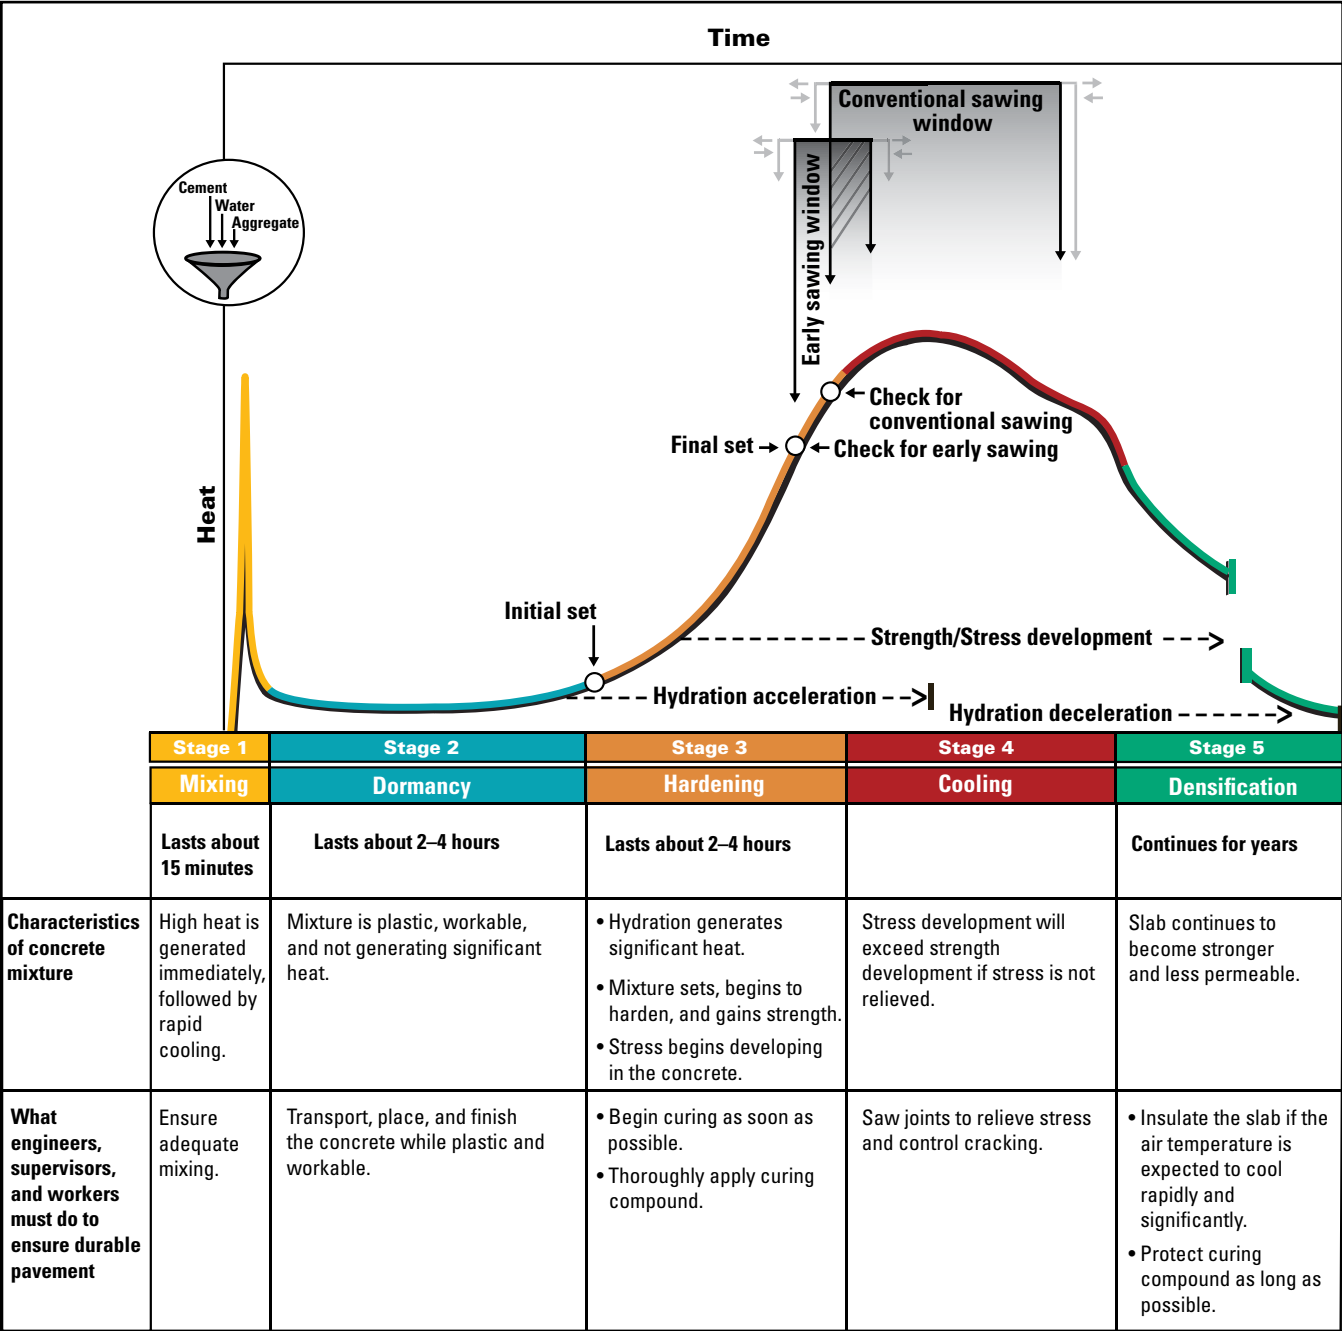 Time
Conventional sawing
window
Early sawing window
Cement
Water
Aggregate
Heat
Check for
conventional sawing
Final set
Check for early sawing
Initial set
Strength/Stress development
Hydration acceleration
Hydration deceleration
Stage 1
Stage 2
Stage 3
Stage 4
Stage 5
Mixing
Dormancy
Hardening
Cooling
Densification
Lasts about
15 minutes
Lasts about 2–4 hours
Lasts about 2–4 hours
Continues for years
Characteristics
of concrete
mixture
High heat is
generated
immediately,
followed by
rapid
cooling.
Mixture is plastic, workable,
and not generating significant
heat.
• Hydration generates
significant heat.
• Mixture sets, begins to
harden, and gains strength.
• Stress begins developing
in the concrete.
Stress development will
exceed strength
development if stress is not
relieved.
Slab continues to
become stronger
and less permeable.
What
engineers,
supervisors,
and workers
must do to
ensure durable
pavement
Ensure
adequate
mixing.
Transport, place, and finish
the concrete while plastic and
workable.
• Begin curing as soon as
possible.
• Thoroughly apply curing
compound.
Saw joints to relieve stress
and control cracking.
• Insulate the slab if the
air temperature is
expected to cool
rapidly and
significantly.
• Protect curing
compound as long as
possible.